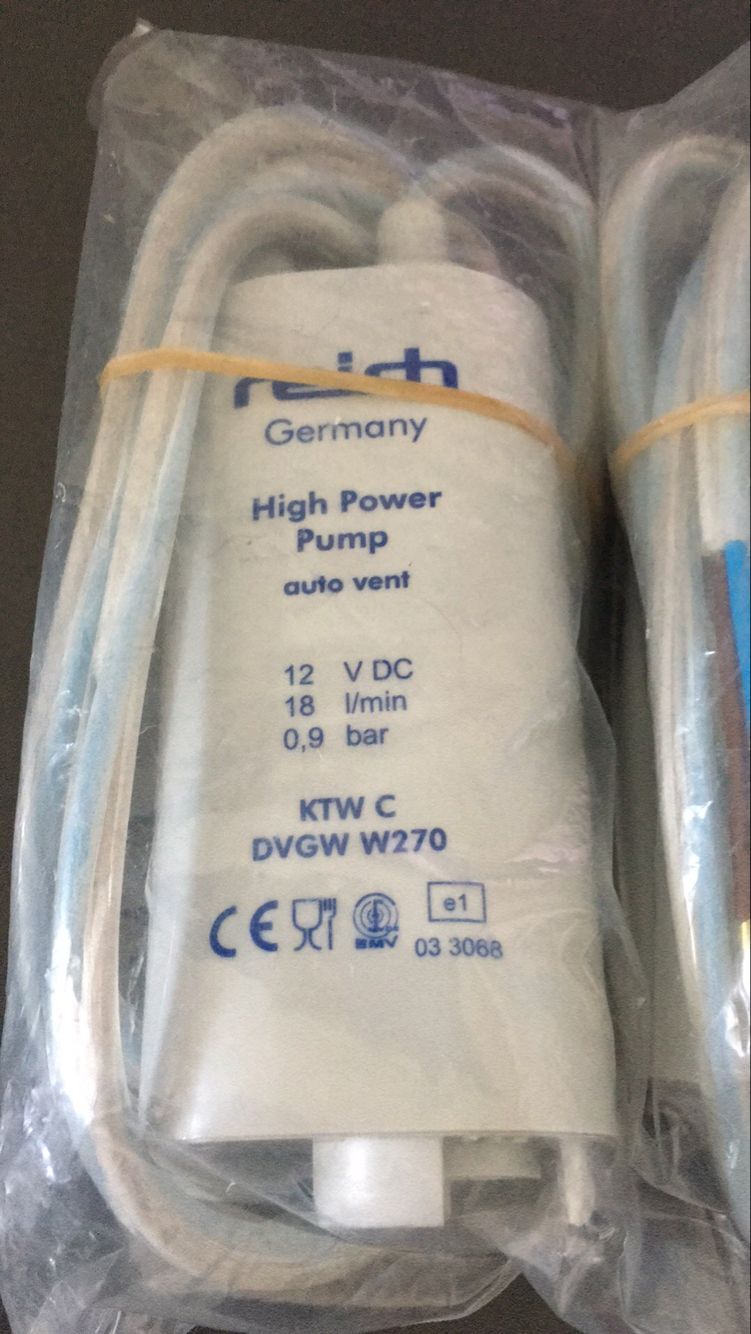 reich
Germany
High Power
Pump
auto vent
12 V DC
18 l/min
0,9 bar
KTW C
DVGW W270
CE EMV e1
03 3068